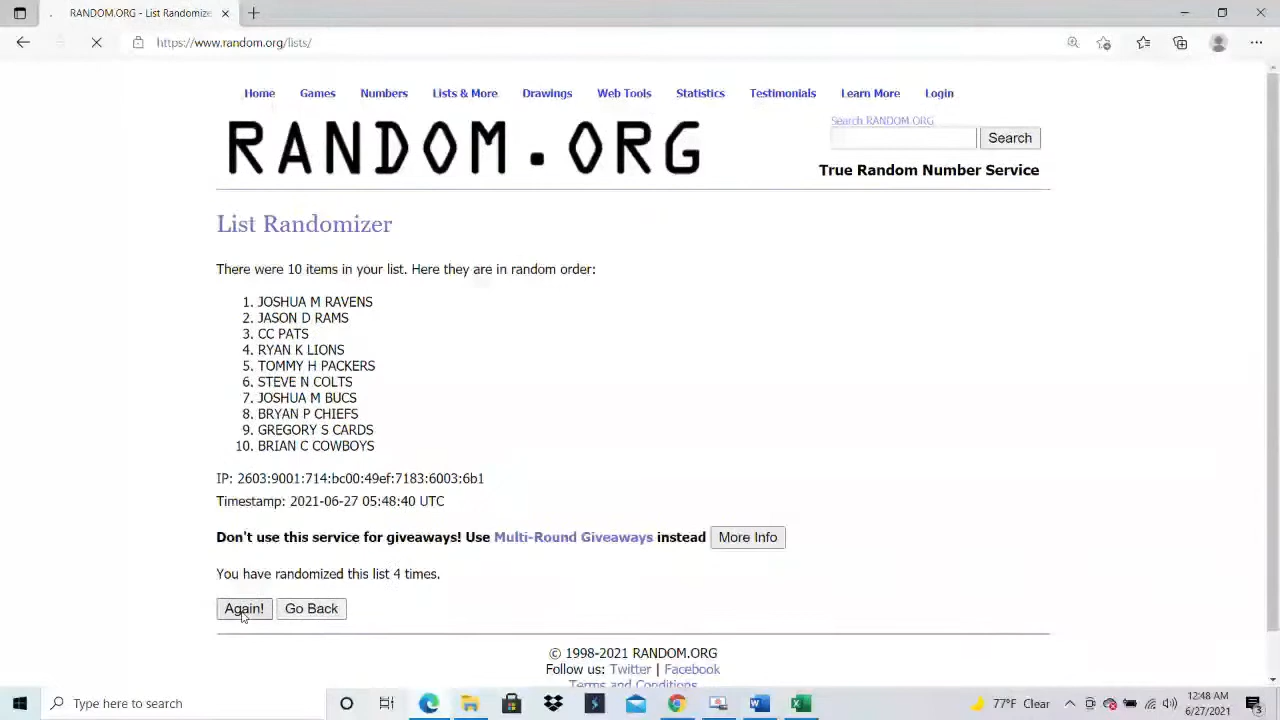 RANDOM.ORG - List Randomize
https://www.random.org/lists/
Home Games Numbers Lists & More Drawings Web Tools Statistics Testimonials Learn More Login
Search RANDOM.ORG
RANDOM.ORG
Search
True Random Number Service
List Randomizer
There were 10 items in your list. Here they are in random order:
1. JOSHUA M RAVENS
2. JASON D RAMS
3. CC PATS
4. RYAN K LIONS
5. TOMMY H PACKERS
6. STEVE N COLTS
7. JOSHUA M BUCS
8. BRYAN P CHIEFS
9. GREGORY S CARDS
10. BRIAN C COWBOYS
IP: 2603:9001:714:bc00:49ef:7183:6003:6b1
Timestamp: 2021-06-27 05:48:40 UTC
Don't use this service for giveaways! Use Multi-Round Giveaways instead More Info
You have randomized this list 4 times.
Again! Go Back
© 1998-2021 RANDOM.ORG
Follow us: Twitter | Facebook
Terms and Conditions
Type here to search
77°F Clear
12:48 AM
6/27/2021
3